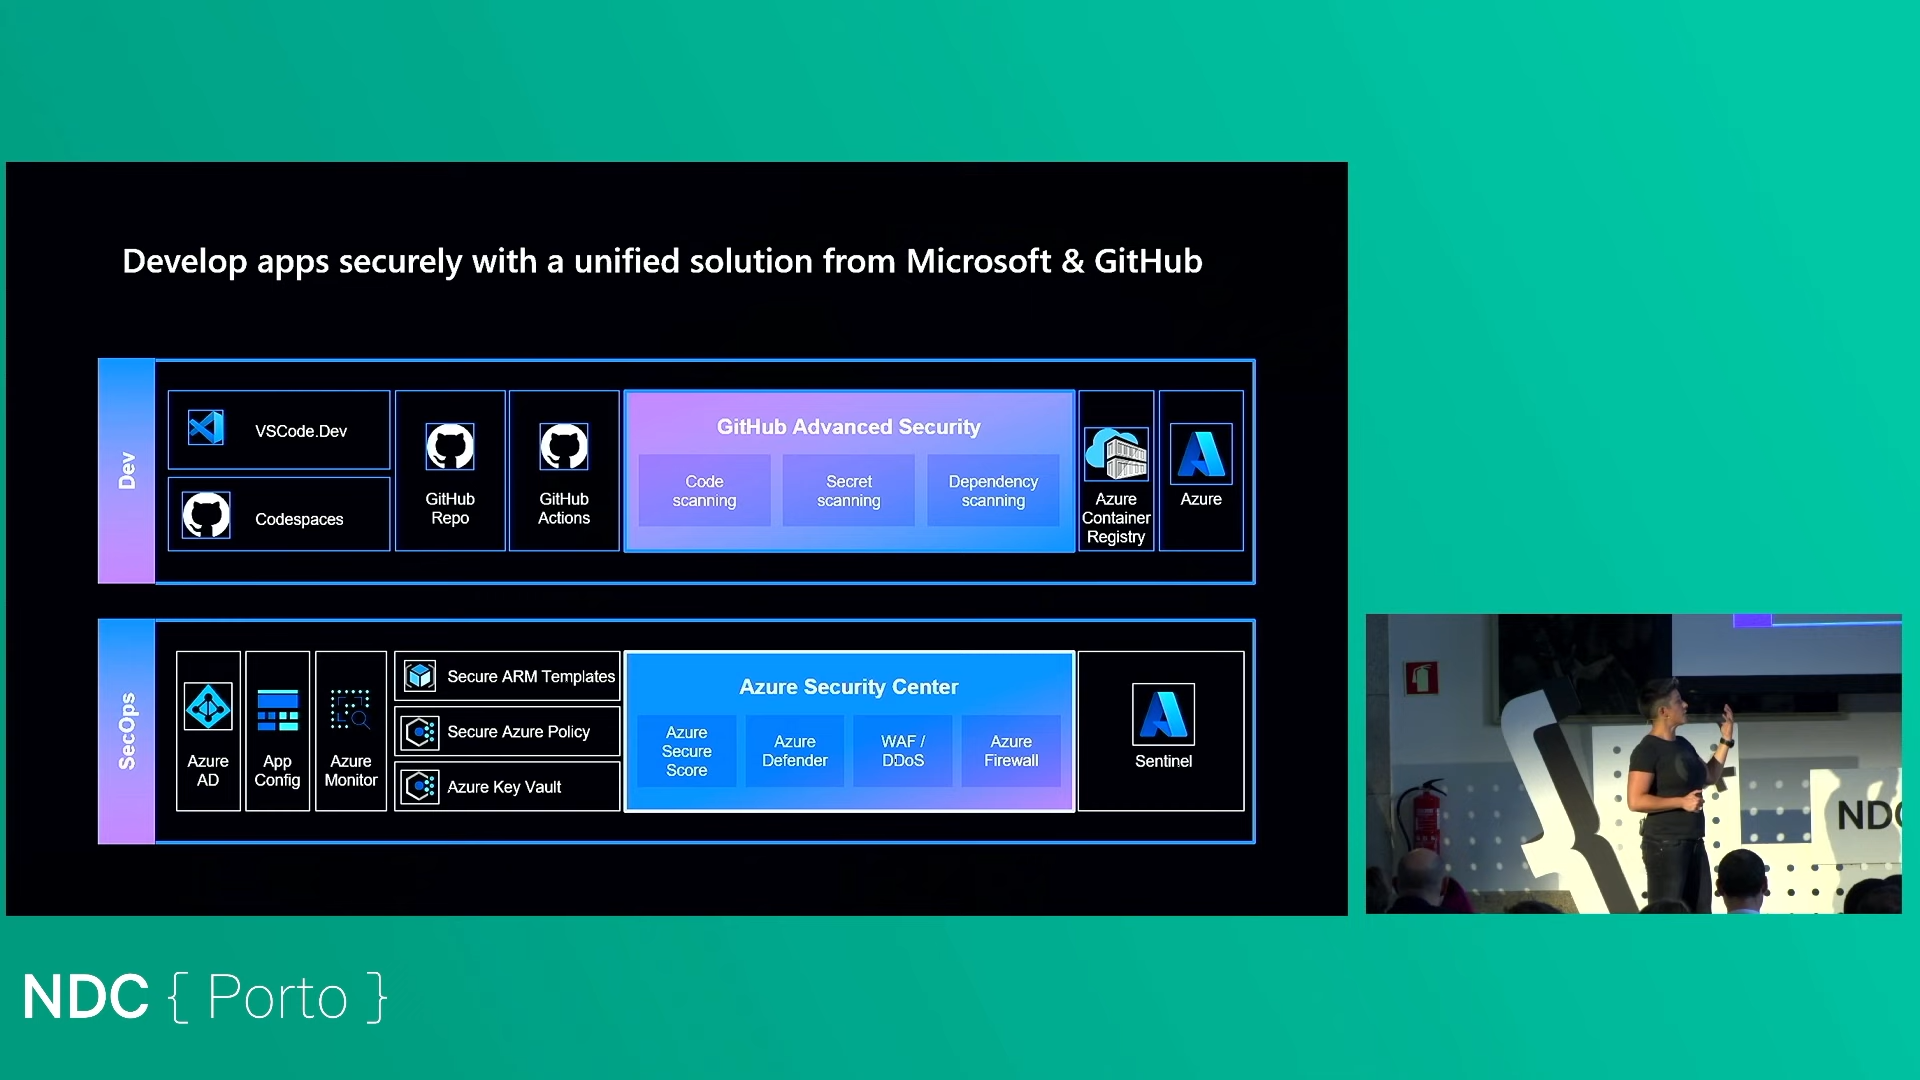 Develop apps securely with a unified solution from Microsoft & GitHub
Dev
VSCode.Dev
Codespaces
GitHub
Repo
GitHub
Actions
GitHub Advanced Security
Code
scanning
Secret
scanning
Dependency
scanning
Azure
Container
Registry
Azure
SecOps
Azure
AD
App
Config
Azure
Monitor
Secure ARM Templates
Secure Azure Policy
Azure Key Vault
Azure Security Center
Azure
Secure
Score
Azure
Defender
WAF /
DDoS
Azure
Firewall
Sentinel
NDC
NDC { Porto }